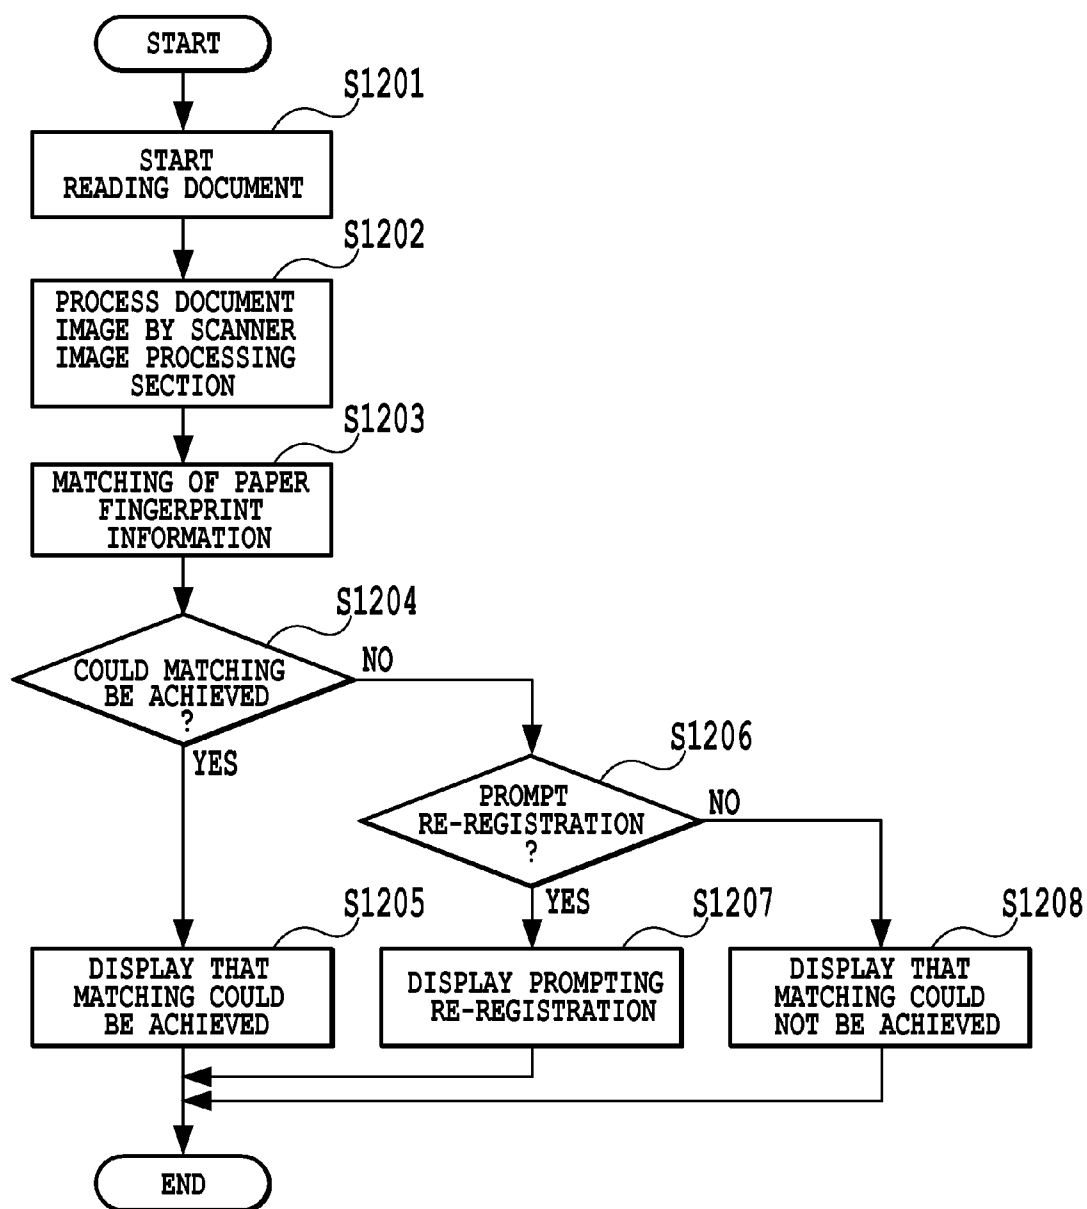 START
S1201
START
READING DOCUMENT
S1202
PROCESS DOCUMENT
IMAGE BY SCANNER
IMAGE PROCESSING
SECTION
S1203
MATCHING OF PAPER
FINGERPRINT
INFORMATION
S1204
COULD MATCHING
BE ACHIEVED
?
NO
YES
S1206
PROMPT
RE-REGISTRATION
?
NO
YES
S1205
DISPLAY THAT
MATCHING COULD
BE ACHIEVED
S1207
DISPLAY PROMPTING
RE-REGISTRATION
S1208
DISPLAY THAT
MATCHING COULD
NOT BE ACHIEVED
END